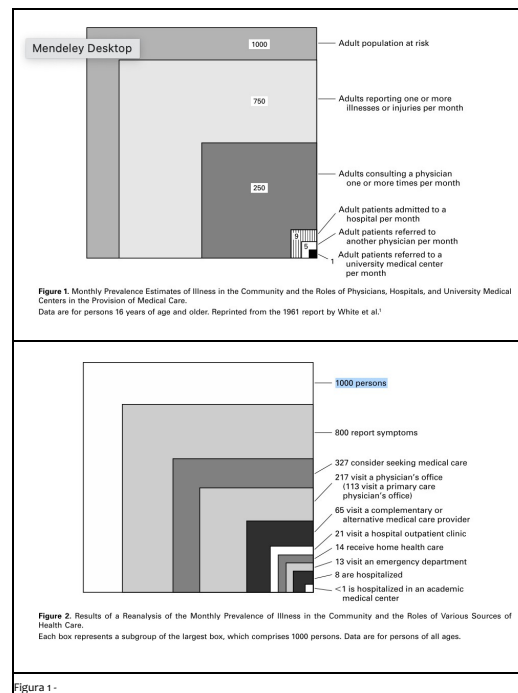 Mendeley Desktop
1000
Adult population at risk
750
Adults reporting one or more
illnesses or injuries per month
250
Adults consulting a physician
one or more times per month
Adult patients admitted to a
hospital per month
9
Adult patients referred to
another physician per month
5
Adult patients referred to a
university medical center
per month
1
Figure 1. Monthly Prevalence Estimates of Illness in the Community and the Roles of Physicians, Hospitals, and University Medical
Centers in the Provision of Medical Care.
Data are for persons 16 years of age and older. Reprinted from the 1961 report by White et al.1
1000 persons
800 report symptoms
327 consider seeking medical care
217 visit a physician's office
(113 visit a primary care
physician's office)
65 visit a complementary or
alternative medical care provider
21 visit a hospital outpatient clinic
14 receive home health care
13 visit an emergency department
8 are hospitalized
<1 is hospitalized in an academic
medical center
Figure 2. Results of a Reanalysis of the Monthly Prevalence of Illness in the Community and the Roles of Various Sources of
Health Care.
Each box represents a subgroup of the largest box, which comprises 1000 persons. Data are for persons of all ages.
Figura 1 -